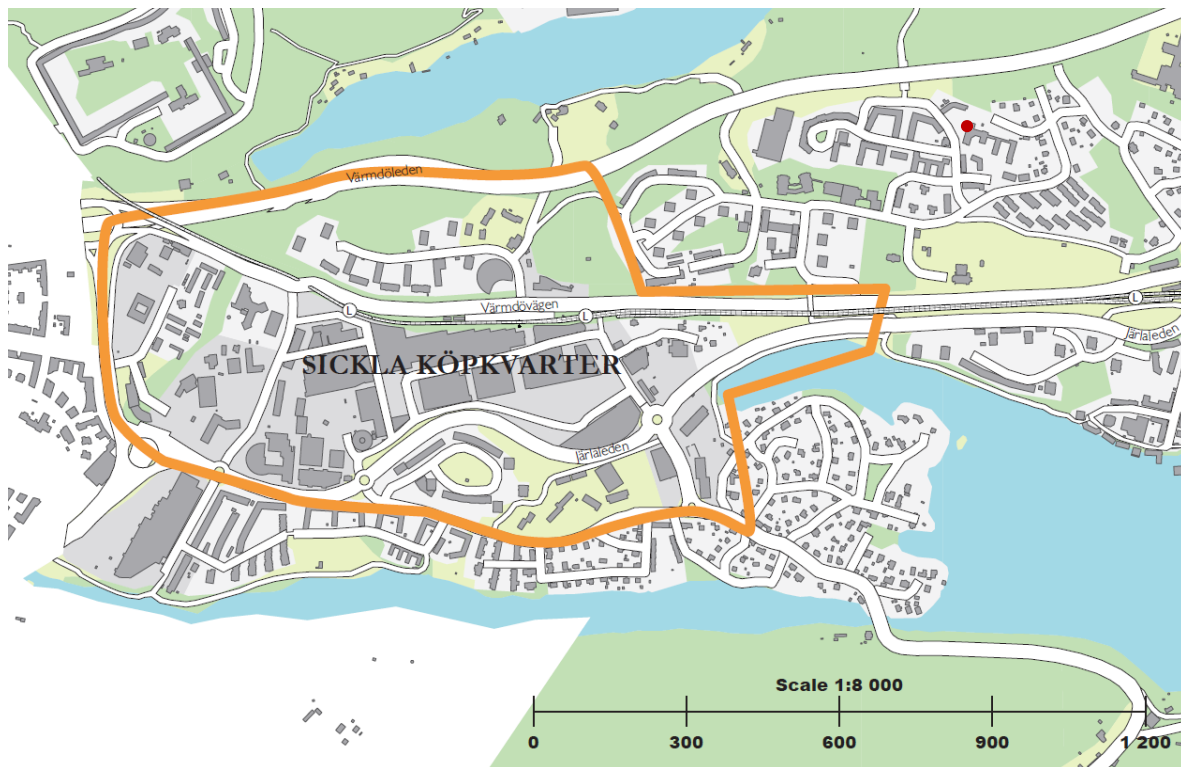 Värmdöleden
Värmdövägen
L
L
L
Järlaleden
SICKLA KÖPKVARTER
Järlaleden
Scale 1:8 000
0 300 600 900 1 200